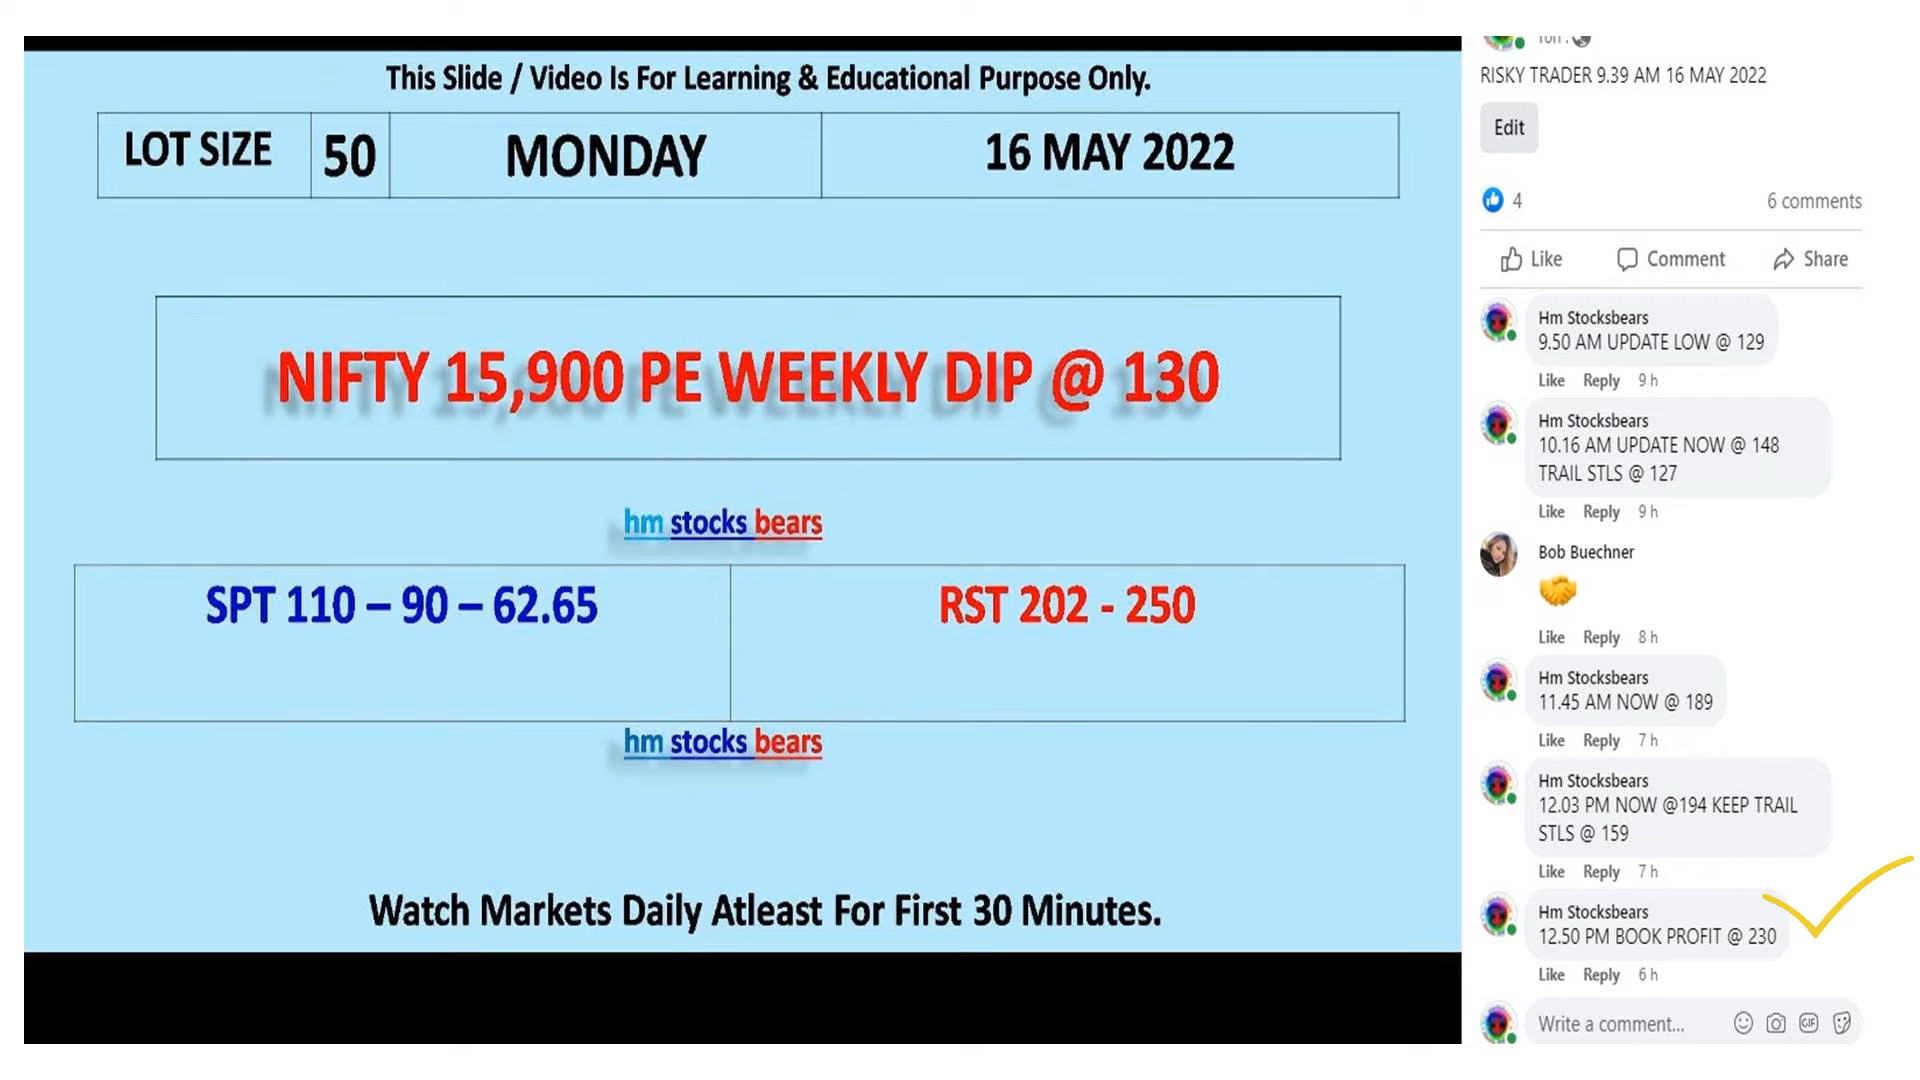 This Slide / Video Is For Learning & Educational Purpose Only.
LOT SIZE 50 MONDAY 16 MAY 2022
NIFTY 15,900 PE WEEKLY DIP @ 130
hm stocks bears
SPT 110 – 90 – 62.65
RST 202 - 250
hm stocks bears
Watch Markets Daily Atleast For First 30 Minutes.
RISKY TRADER 9.39 AM 16 MAY 2022
Edit
4 6 comments
Like Comment Share
Hm Stocksbears
9.50 AM UPDATE LOW @ 129
Like Reply 9 h
Hm Stocksbears
10.16 AM UPDATE NOW @ 148
TRAIL STLS @ 127
Like Reply 9 h
Bob Buechner
Like Reply 8 h
Hm Stocksbears
11.45 AM NOW @ 189
Like Reply 7 h
Hm Stocksbears
12.03 PM NOW @194 KEEP TRAIL
STLS @ 159
Like Reply 7 h
Hm Stocksbears
12.50 PM BOOK PROFIT @ 230
Like Reply 6 h
Write a comment...
GIF